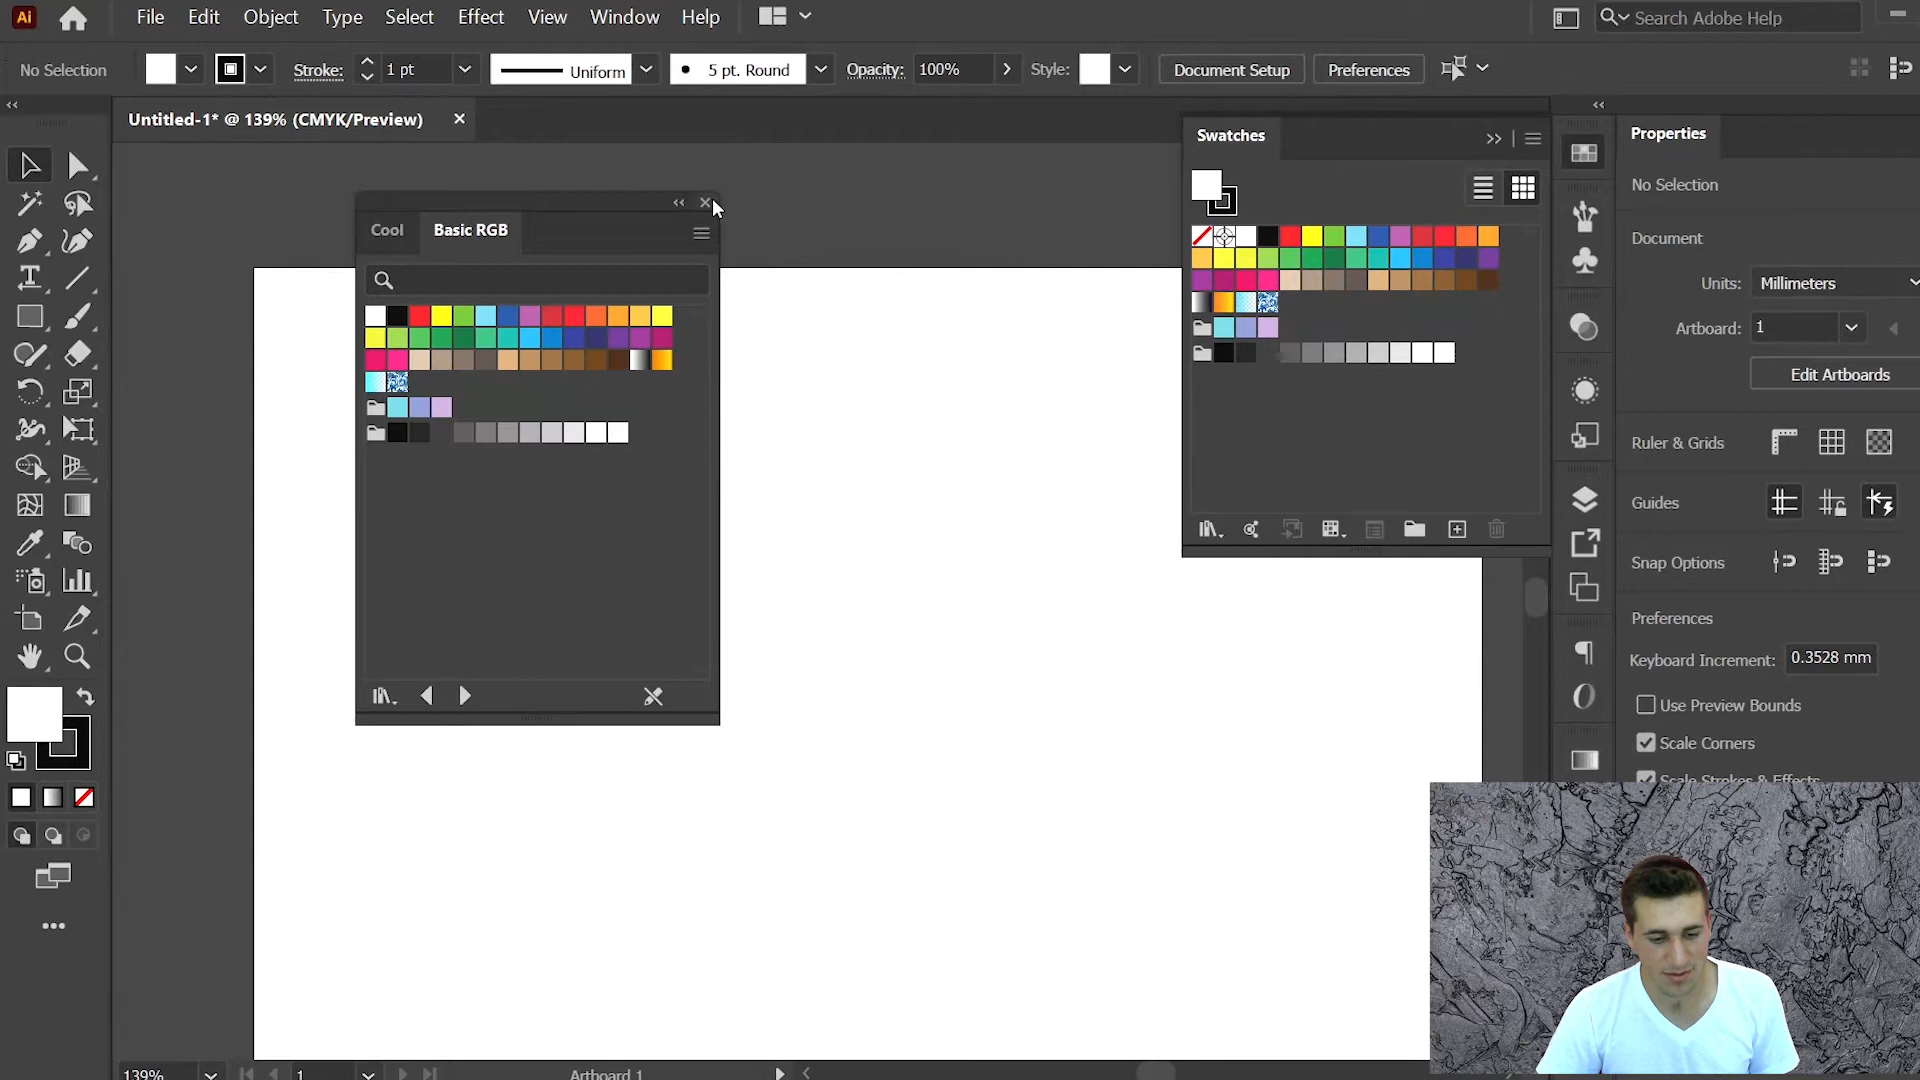 Ai File Edit Object Type Select Effect View Window Help Search Adobe Help
No Selection Stroke: 1 pt Uniform 5 pt. Round Opacity: 100% Style: Document Setup Preferences
Untitled-1* @ 139% (CMYK/Preview)
Cool Basic RGB
Swatches
Properties
No Selection
Document
Units: Millimeters
Artboard: 1
Edit Artboards
Ruler & Grids
Guides
Snap Options
Preferences
Keyboard Increment: 0.3528 mm
Use Preview Bounds
Scale Corners
Scale Strokes & Effects
139% 1 Artboard 1